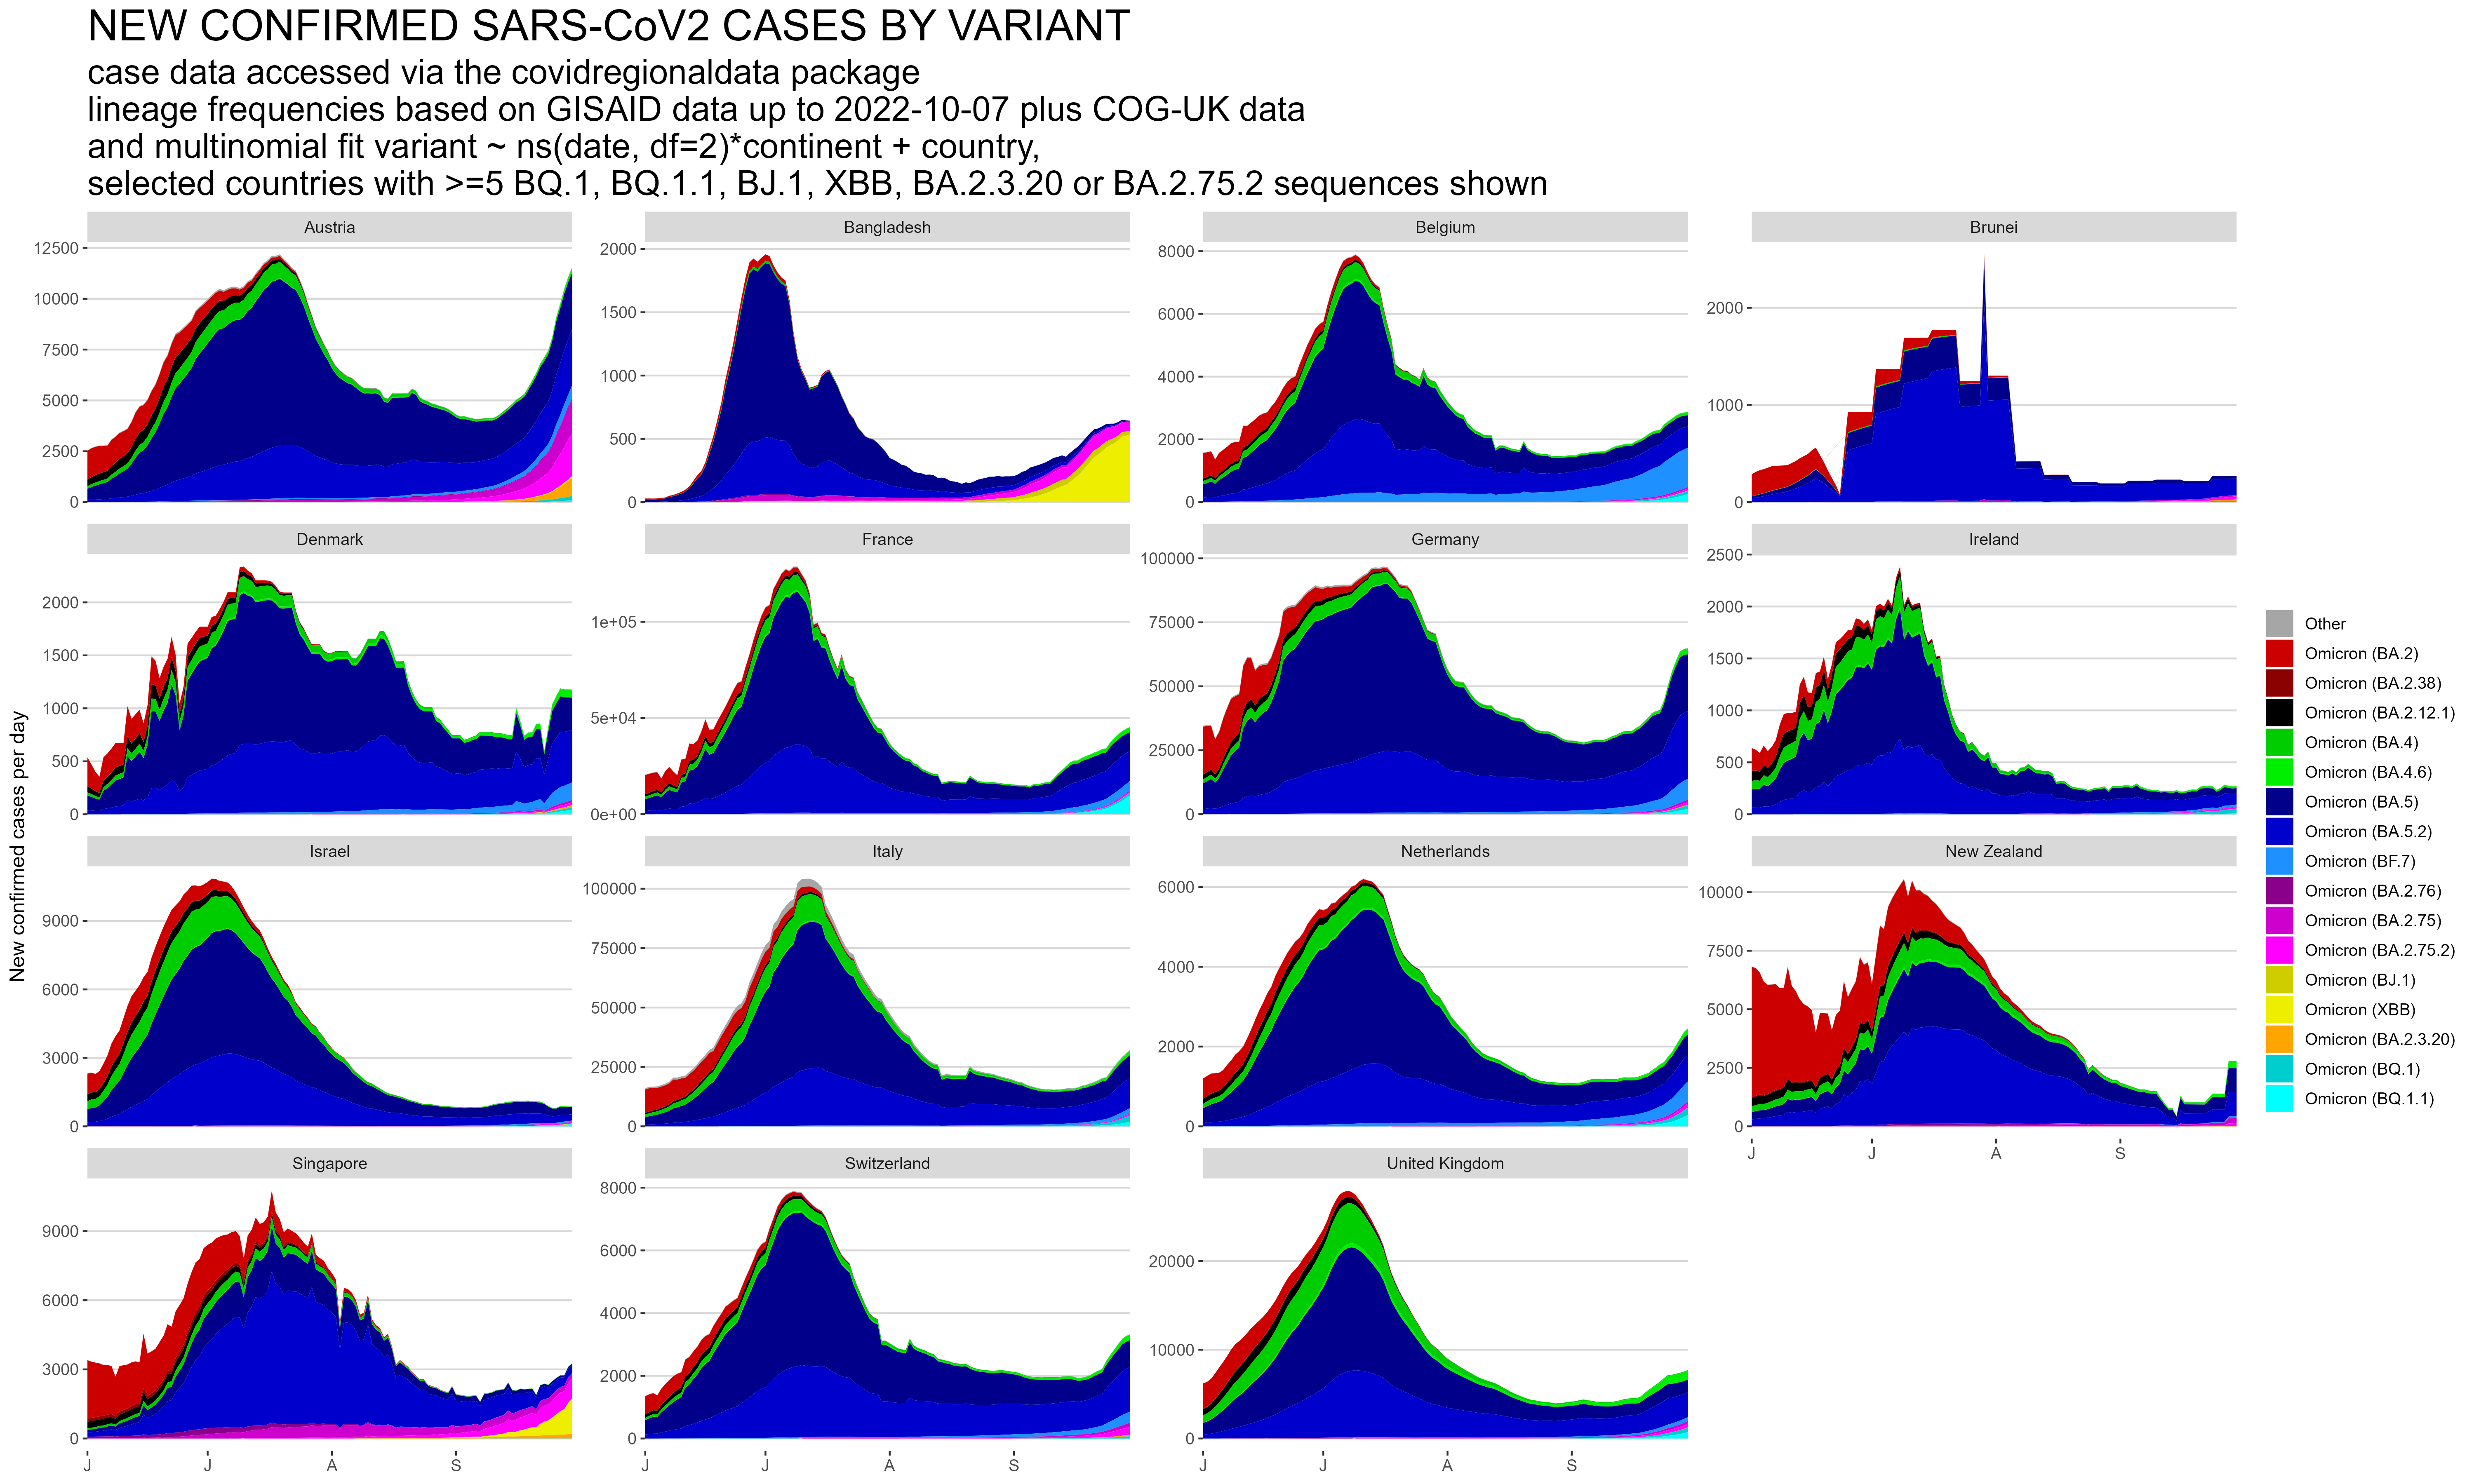 NEW CONFIRMED SARS-CoV2 CASES BY VARIANT
case data accessed via the covidregionaldata package
lineage frequencies based on GISAID data up to 2022-10-07 plus COG-UK data
and multinomial fit variant ~ ns(date, df=2)*continent + country,
selected countries with >=5 BQ.1, BQ.1.1, BJ.1, XBB, BA.2.3.20 or BA.2.75.2 sequences shown
New confirmed cases per day
Austria
12500
10000
7500
5000
2500
0
Bangladesh
2000
1500
1000
500
0
Belgium
8000
6000
4000
2000
0
Brunei
2000
1000
0
Denmark
2000
1500
1000
500
0
France
1e+05
5e+04
0e+00
Germany
100000
75000
50000
25000
0
Ireland
2500
2000
1500
1000
500
0
Israel
9000
6000
3000
0
Italy
100000
75000
50000
25000
0
Netherlands
6000
4000
2000
0
New Zealand
10000
7500
5000
2500
0
J J A S
Singapore
9000
6000
3000
0
J J A S
Switzerland
8000
6000
4000
2000
0
J J A S
United Kingdom
20000
10000
0
J J A S
Other
Omicron (BA.2)
Omicron (BA.2.38)
Omicron (BA.2.12.1)
Omicron (BA.4)
Omicron (BA.4.6)
Omicron (BA.5)
Omicron (BA.5.2)
Omicron (BF.7)
Omicron (BA.2.76)
Omicron (BA.2.75)
Omicron (BA.2.75.2)
Omicron (BJ.1)
Omicron (XBB)
Omicron (BA.2.3.20)
Omicron (BQ.1)
Omicron (BQ.1.1)